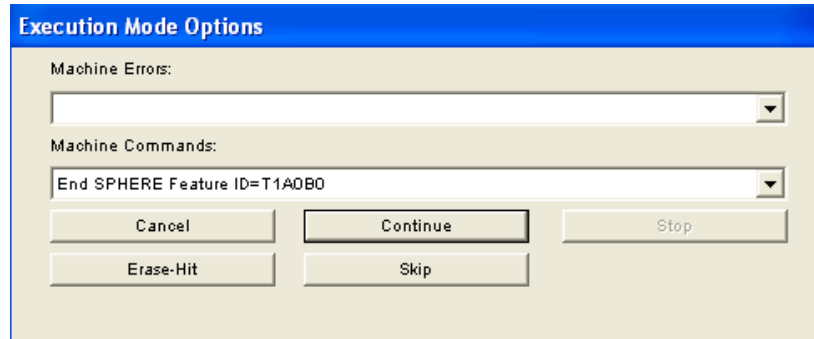 Execution Mode Options
Machine Errors:
Machine Commands:
End SPHERE Feature ID=T1A0B0
Cancel Continue Stop
Erase-Hit Skip